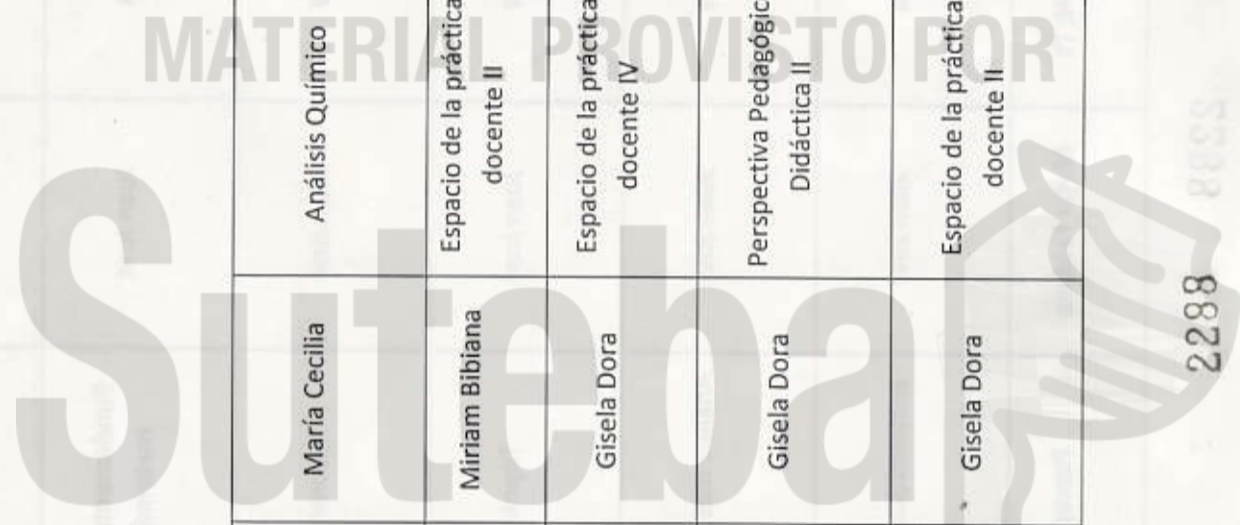 MATERIAL PROVISTO POR
Suteba
María Cecilia
Análisis Químico
Miriam Bibiana
Espacio de la práctica
docente II
Gisela Dora
Espacio de la práctica
docente IV
Gisela Dora
Perspectiva Pedagógic
Didáctica II
Gisela Dora
Espacio de la práctica
docente II
2288